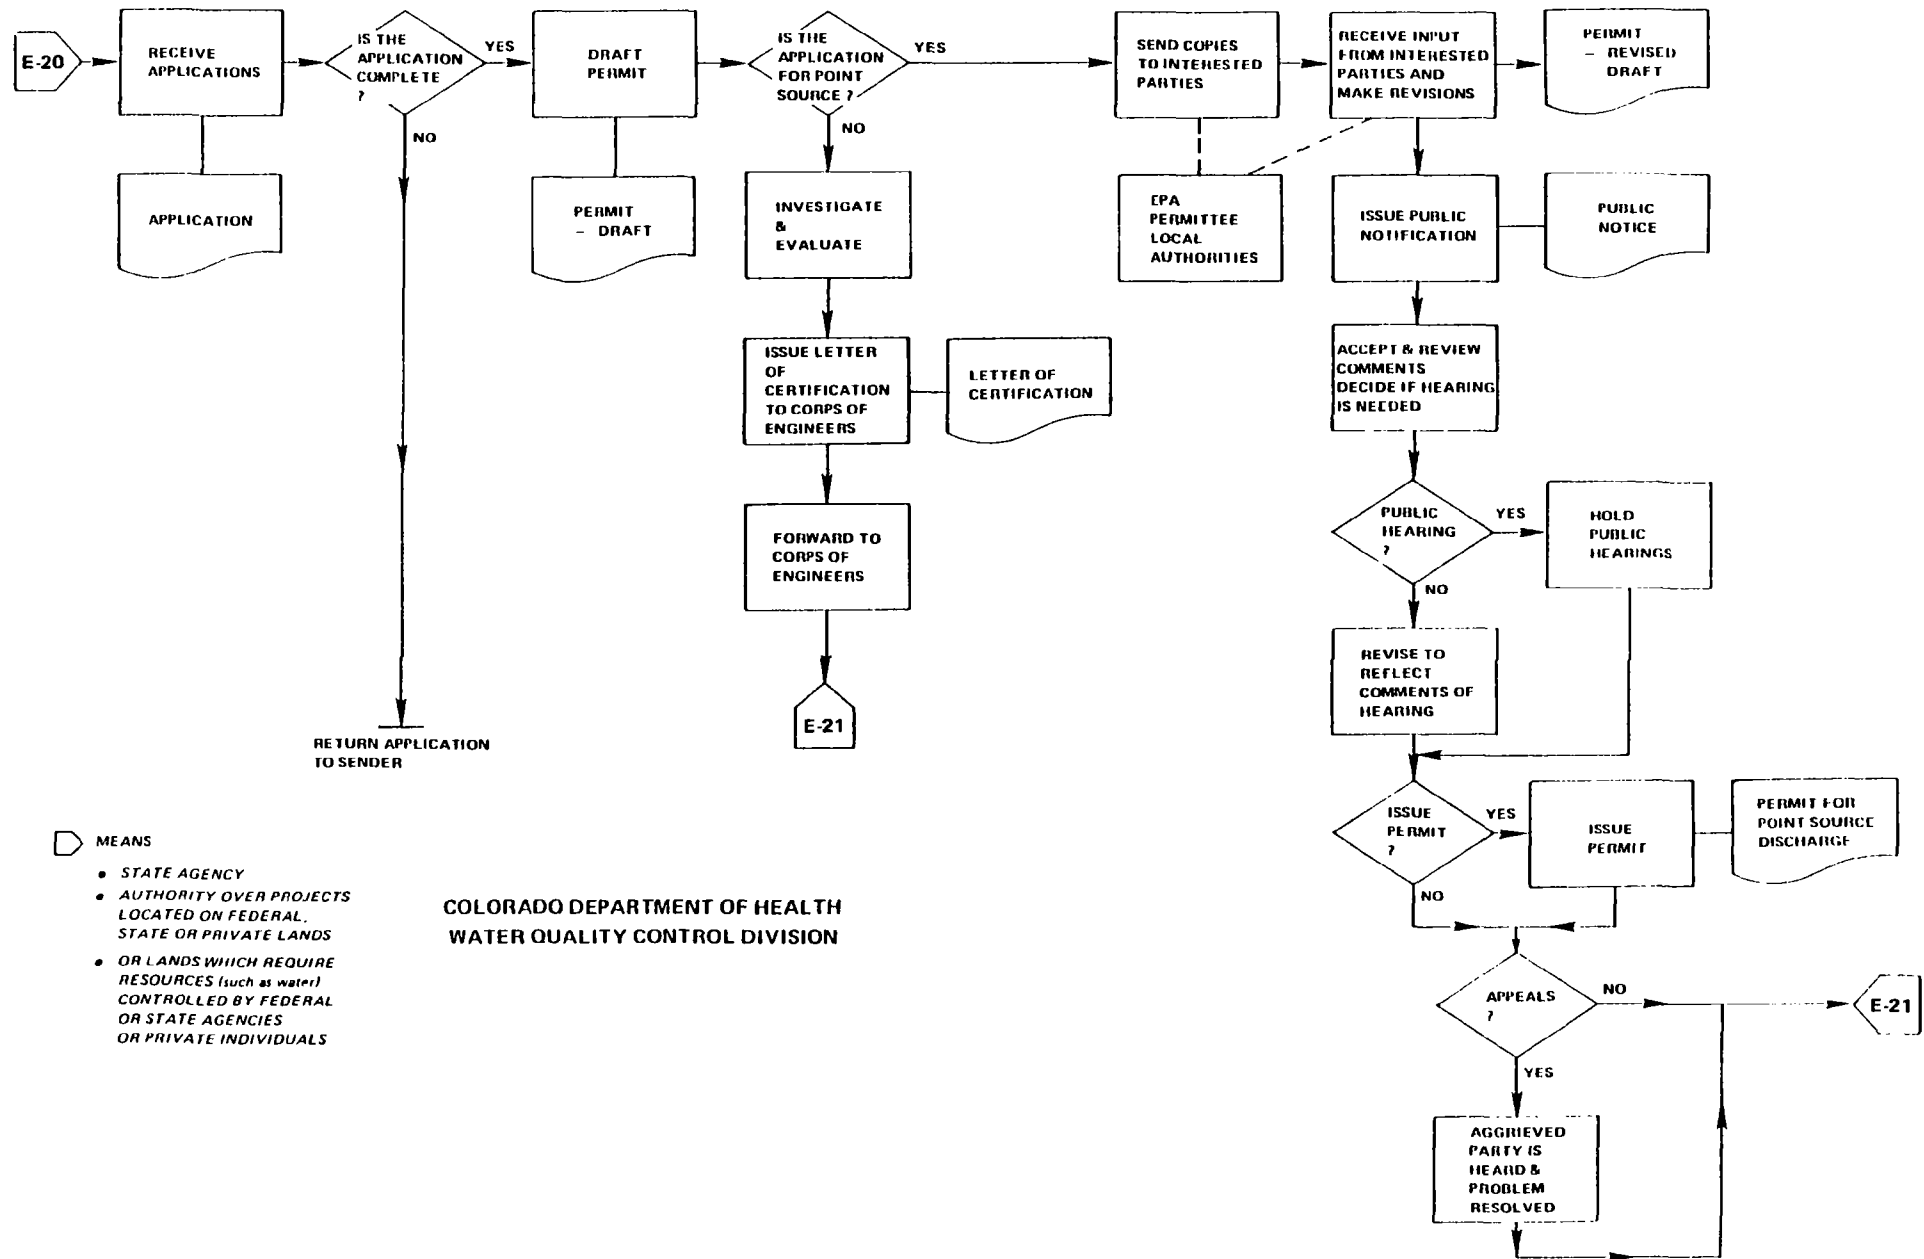 E-20
RECEIVE
APPLICATIONS
APPLICATION
IS THE
APPLICATION
COMPLETE
?
YES
NO
RETURN APPLICATION
TO SENDER
DRAFT
PERMIT
PERMIT
– DRAFT
IS THE
APPLICATION
FOR POINT
SOURCE ?
YES
NO
INVESTIGATE
&
EVALUATE
ISSUE LETTER
OF
CERTIFICATION
TO CORPS OF
ENGINEERS
LETTER OF
CERTIFICATION
FORWARD TO
CORPS OF
ENGINEERS
E-21
SEND COPIES
TO INTERESTED
PARTIES
EPA
PERMITTEE
LOCAL
AUTHORITIES
RECEIVE INPUT
FROM INTERESTED
PARTIES AND
MAKE REVISIONS
PERMIT
– REVISED
DRAFT
ISSUE PUBLIC
NOTIFICATION
PUBLIC
NOTICE
ACCEPT & REVIEW
COMMENTS
DECIDE IF HEARING
IS NEEDED
PUBLIC
HEARING
?
YES
HOLD
PUBLIC
HEARINGS
NO
REVISE TO
REFLECT
COMMENTS OF
HEARING
ISSUE
PERMIT
?
YES
ISSUE
PERMIT
PERMIT FOR
POINT SOURCE
DISCHARGE
NO
APPEALS
?
NO
E-21
YES
AGGRIEVED
PARTY IS
HEARD &
PROBLEM
RESOLVED
MEANS
• STATE AGENCY
• AUTHORITY OVER PROJECTS
LOCATED ON FEDERAL,
STATE OR PRIVATE LANDS
• OR LANDS WHICH REQUIRE
RESOURCES (such as water)
CONTROLLED BY FEDERAL
OR STATE AGENCIES
OR PRIVATE INDIVIDUALS
COLORADO DEPARTMENT OF HEALTH
WATER QUALITY CONTROL DIVISION